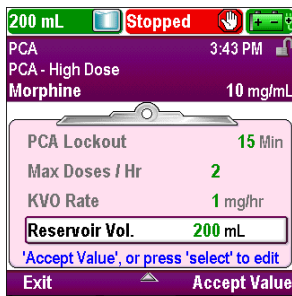 200 mL Stopped
PCA 3:43 PM
PCA - High Dose
Morphine 10 mg/mL
PCA Lockout 15 Min
Max Doses / Hr 2
KVO Rate 1 mg/hr
Reservoir Vol. 200 mL
'Accept Value', or press 'select' to edit
Exit Accept Value